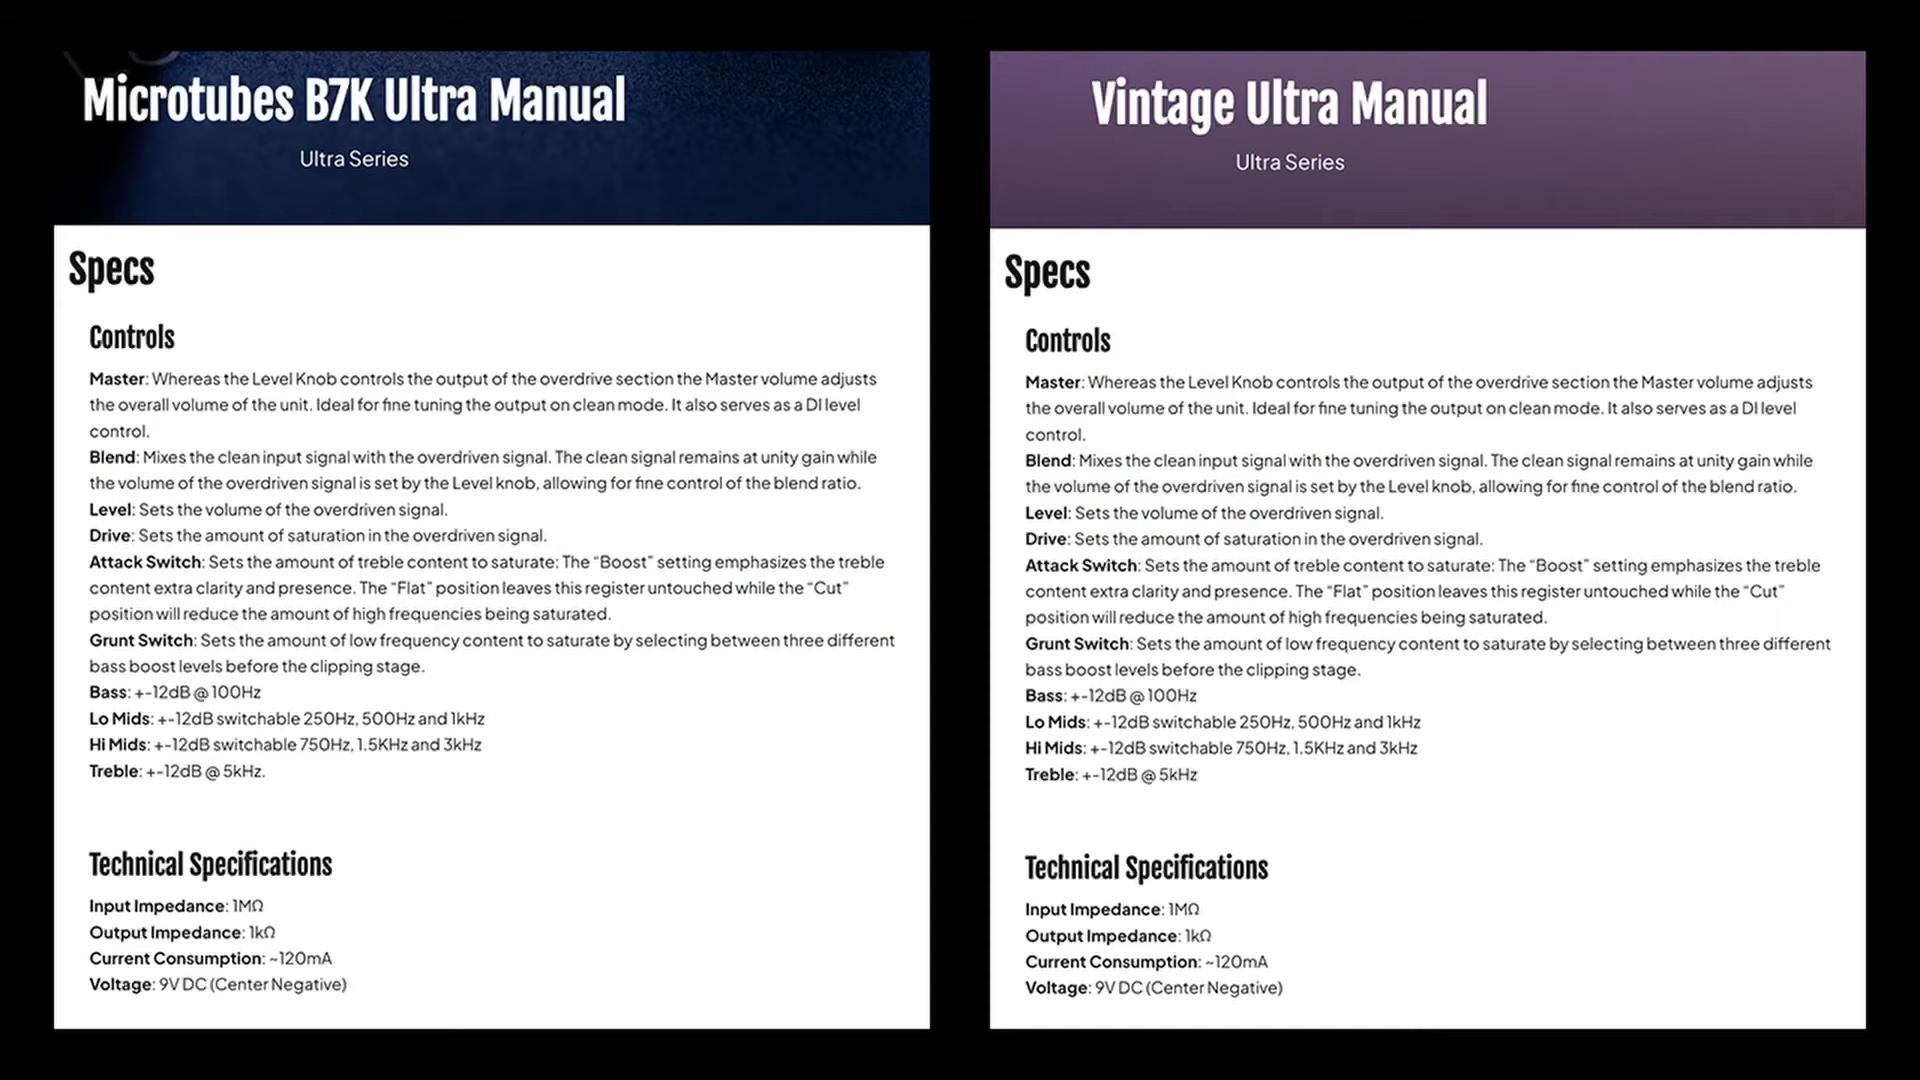 Microtubes B7K Ultra Manual
Ultra Series
Specs
Controls
Master: Whereas the Level Knob controls the output of the overdrive section the Master volume adjusts
the overall volume of the unit. Ideal for fine tuning the output on clean mode. It also serves as a DI level
control.
Blend: Mixes the clean input signal with the overdriven signal. The clean signal remains at unity gain while
the volume of the overdriven signal is set by the Level knob, allowing for fine control of the blend ratio.
Level: Sets the volume of the overdriven signal.
Drive: Sets the amount of saturation in the overdriven signal.
Attack Switch: Sets the amount of treble content to saturate: The “Boost” setting emphasizes the treble
content extra clarity and presence. The “Flat” position leaves this register untouched while the “Cut”
position will reduce the amount of high frequencies being saturated.
Grunt Switch: Sets the amount of low frequency content to saturate by selecting between three different
bass boost levels before the clipping stage.
Bass: +-12dB @ 100Hz
Lo Mids: +-12dB switchable 250Hz, 500Hz and 1kHz
Hi Mids: +-12dB switchable 750Hz, 1.5KHz and 3kHz
Treble: +-12dB @ 5kHz.
Technical Specifications
Input Impedance: 1MΩ
Output Impedance: 1kΩ
Current Consumption: ~120mA
Voltage: 9V DC (Center Negative)
Vintage Ultra Manual
Ultra Series
Specs
Controls
Master: Whereas the Level Knob controls the output of the overdrive section the Master volume adjusts
the overall volume of the unit. Ideal for fine tuning the output on clean mode. It also serves as a DI level
control.
Blend: Mixes the clean input signal with the overdriven signal. The clean signal remains at unity gain while
the volume of the overdriven signal is set by the Level knob, allowing for fine control of the blend ratio.
Level: Sets the volume of the overdriven signal.
Drive: Sets the amount of saturation in the overdriven signal.
Attack Switch: Sets the amount of treble content to saturate: The “Boost” setting emphasizes the treble
content extra clarity and presence. The “Flat” position leaves this register untouched while the “Cut”
position will reduce the amount of high frequencies being saturated.
Grunt Switch: Sets the amount of low frequency content to saturate by selecting between three different
bass boost levels before the clipping stage.
Bass: +-12dB @ 100Hz
Lo Mids: +-12dB switchable 250Hz, 500Hz and 1kHz
Hi Mids: +-12dB switchable 750Hz, 1.5KHz and 3kHz
Treble: +-12dB @ 5kHz
Technical Specifications
Input Impedance: 1MΩ
Output Impedance: 1kΩ
Current Consumption: ~120mA
Voltage: 9V DC (Center Negative)